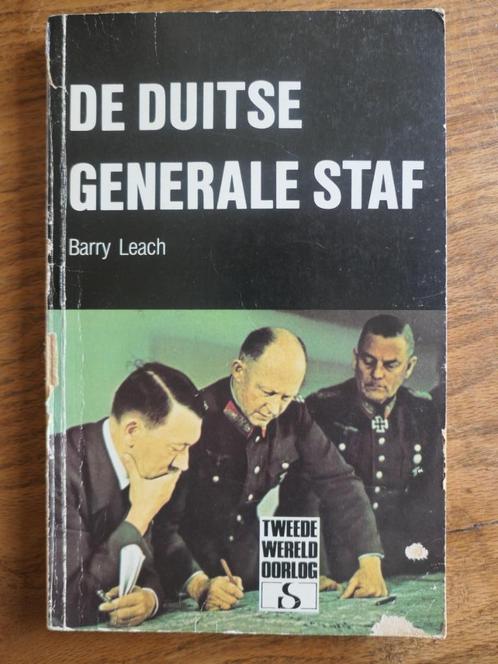 DE DUITSE
GENERALE STAF
Barry Leach
TWEEDE
WERELD
OORLOG
S